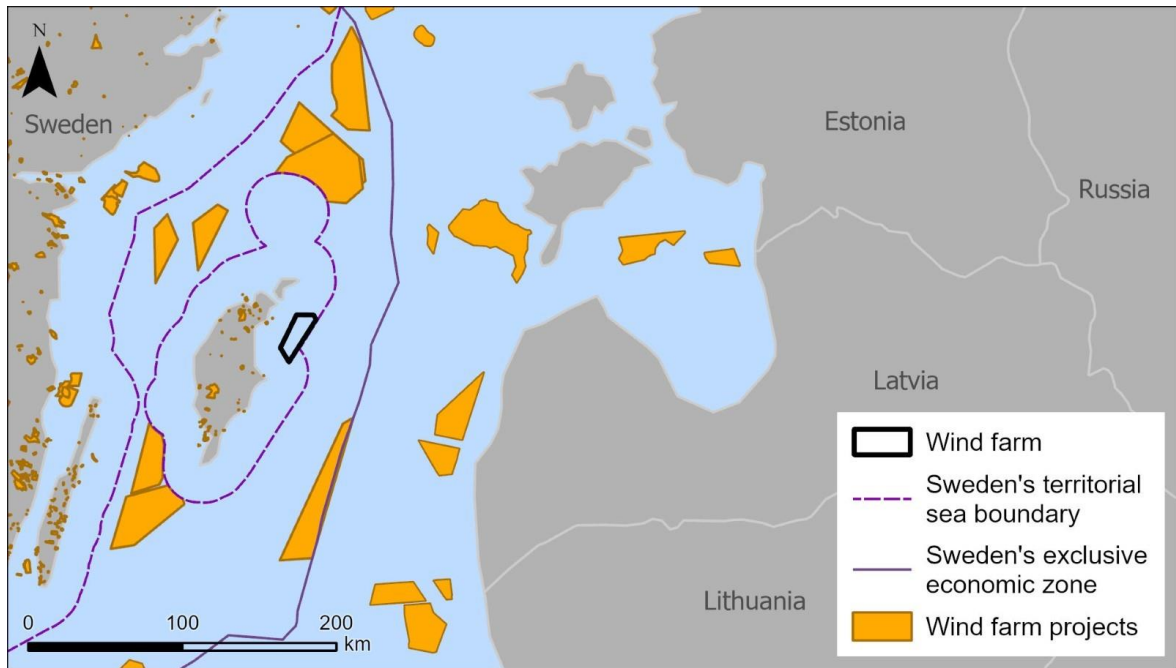 N
Sweden
Estonia
Russia
Latvia
Lithuania
Wind farm
Sweden's territorial
sea boundary
Sweden's exclusive
economic zone
Wind farm projects
0 100 200
km